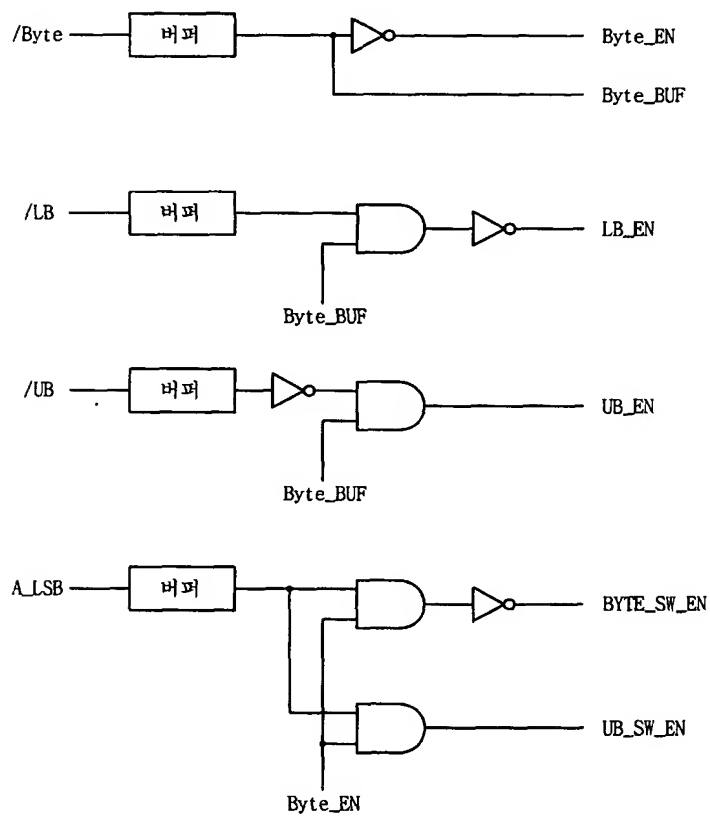 /Byte
버퍼
Byte_EN
Byte_BUF
/LB
버퍼
LB_EN
Byte_BUF
/UB
버퍼
UB_EN
Byte_BUF
A_LSB
버퍼
BYTE_SW_EN
UB_SW_EN
Byte_EN